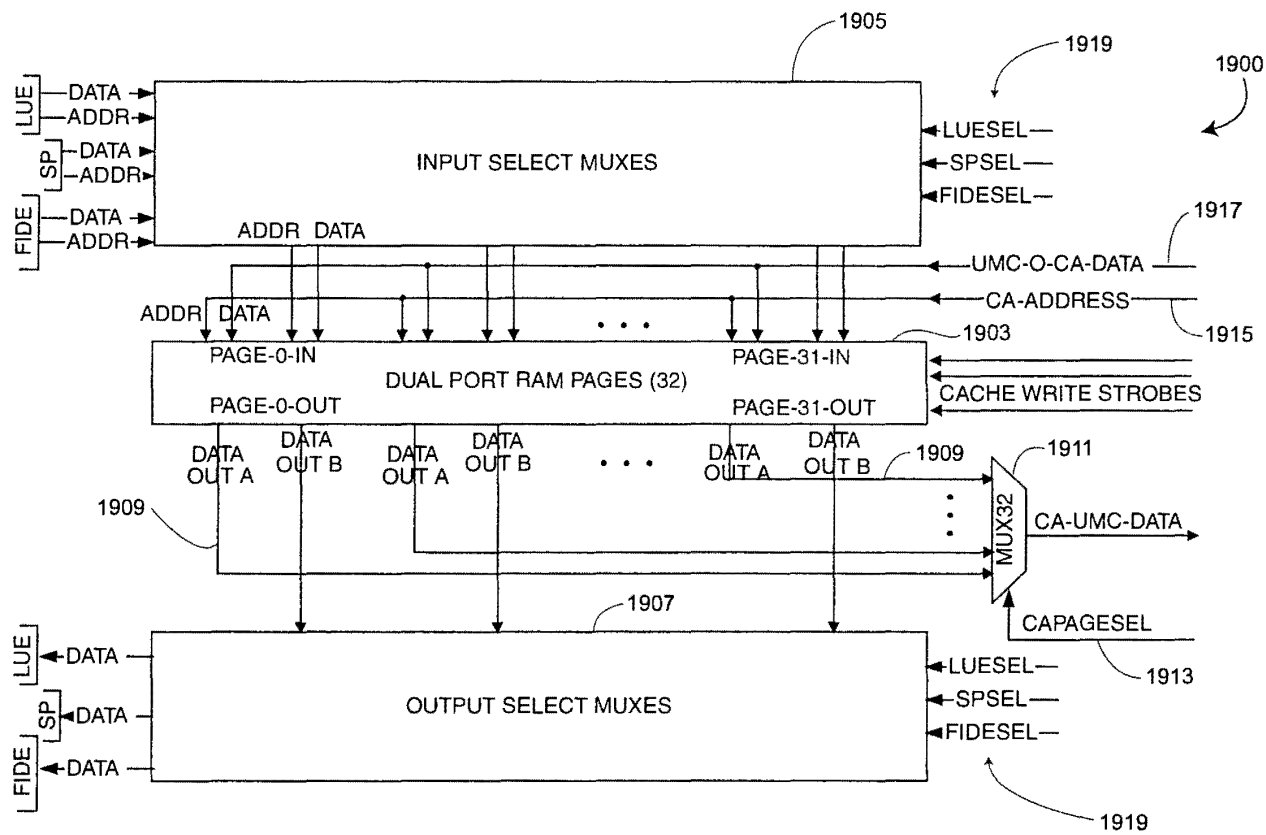 1905
1919
1900
LUE
DATA
ADDR
SP
DATA
ADDR
FIDE
DATA
ADDR
INPUT SELECT MUXES
LUESEL
SPSEL
FIDESEL
ADDR DATA
1917
UMC-O-CA-DATA
CA-ADDRESS
1915
ADDR DATA
• • •
1903
PAGE-0-IN
PAGE-31-IN
DUAL PORT RAM PAGES (32)
CACHE WRITE STROBES
PAGE-0-OUT
PAGE-31-OUT
DATA OUT A
DATA OUT B
DATA OUT A
DATA OUT B
• • •
DATA OUT A
DATA OUT B
1909
1911
1909
MUX32
CA-UMC-DATA
CAPAGESEL
1913
1907
LUE
DATA
SP
DATA
FIDE
DATA
OUTPUT SELECT MUXES
LUESEL
SPSEL
FIDESEL
1919